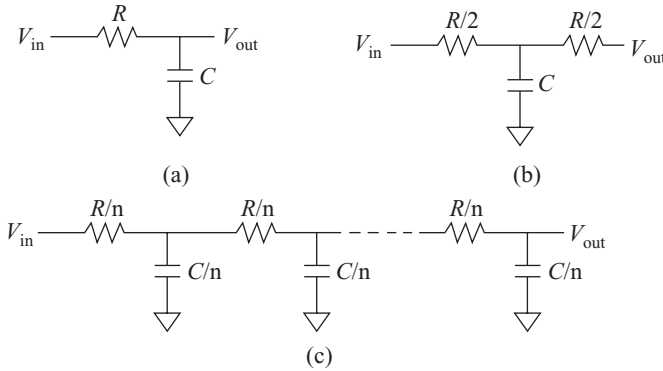 R
V_in V_out
C
(a)
R/2 R/2
V_in V_out
C
(b)
R/n R/n R/n
V_in V_out
C/n C/n C/n
(c)